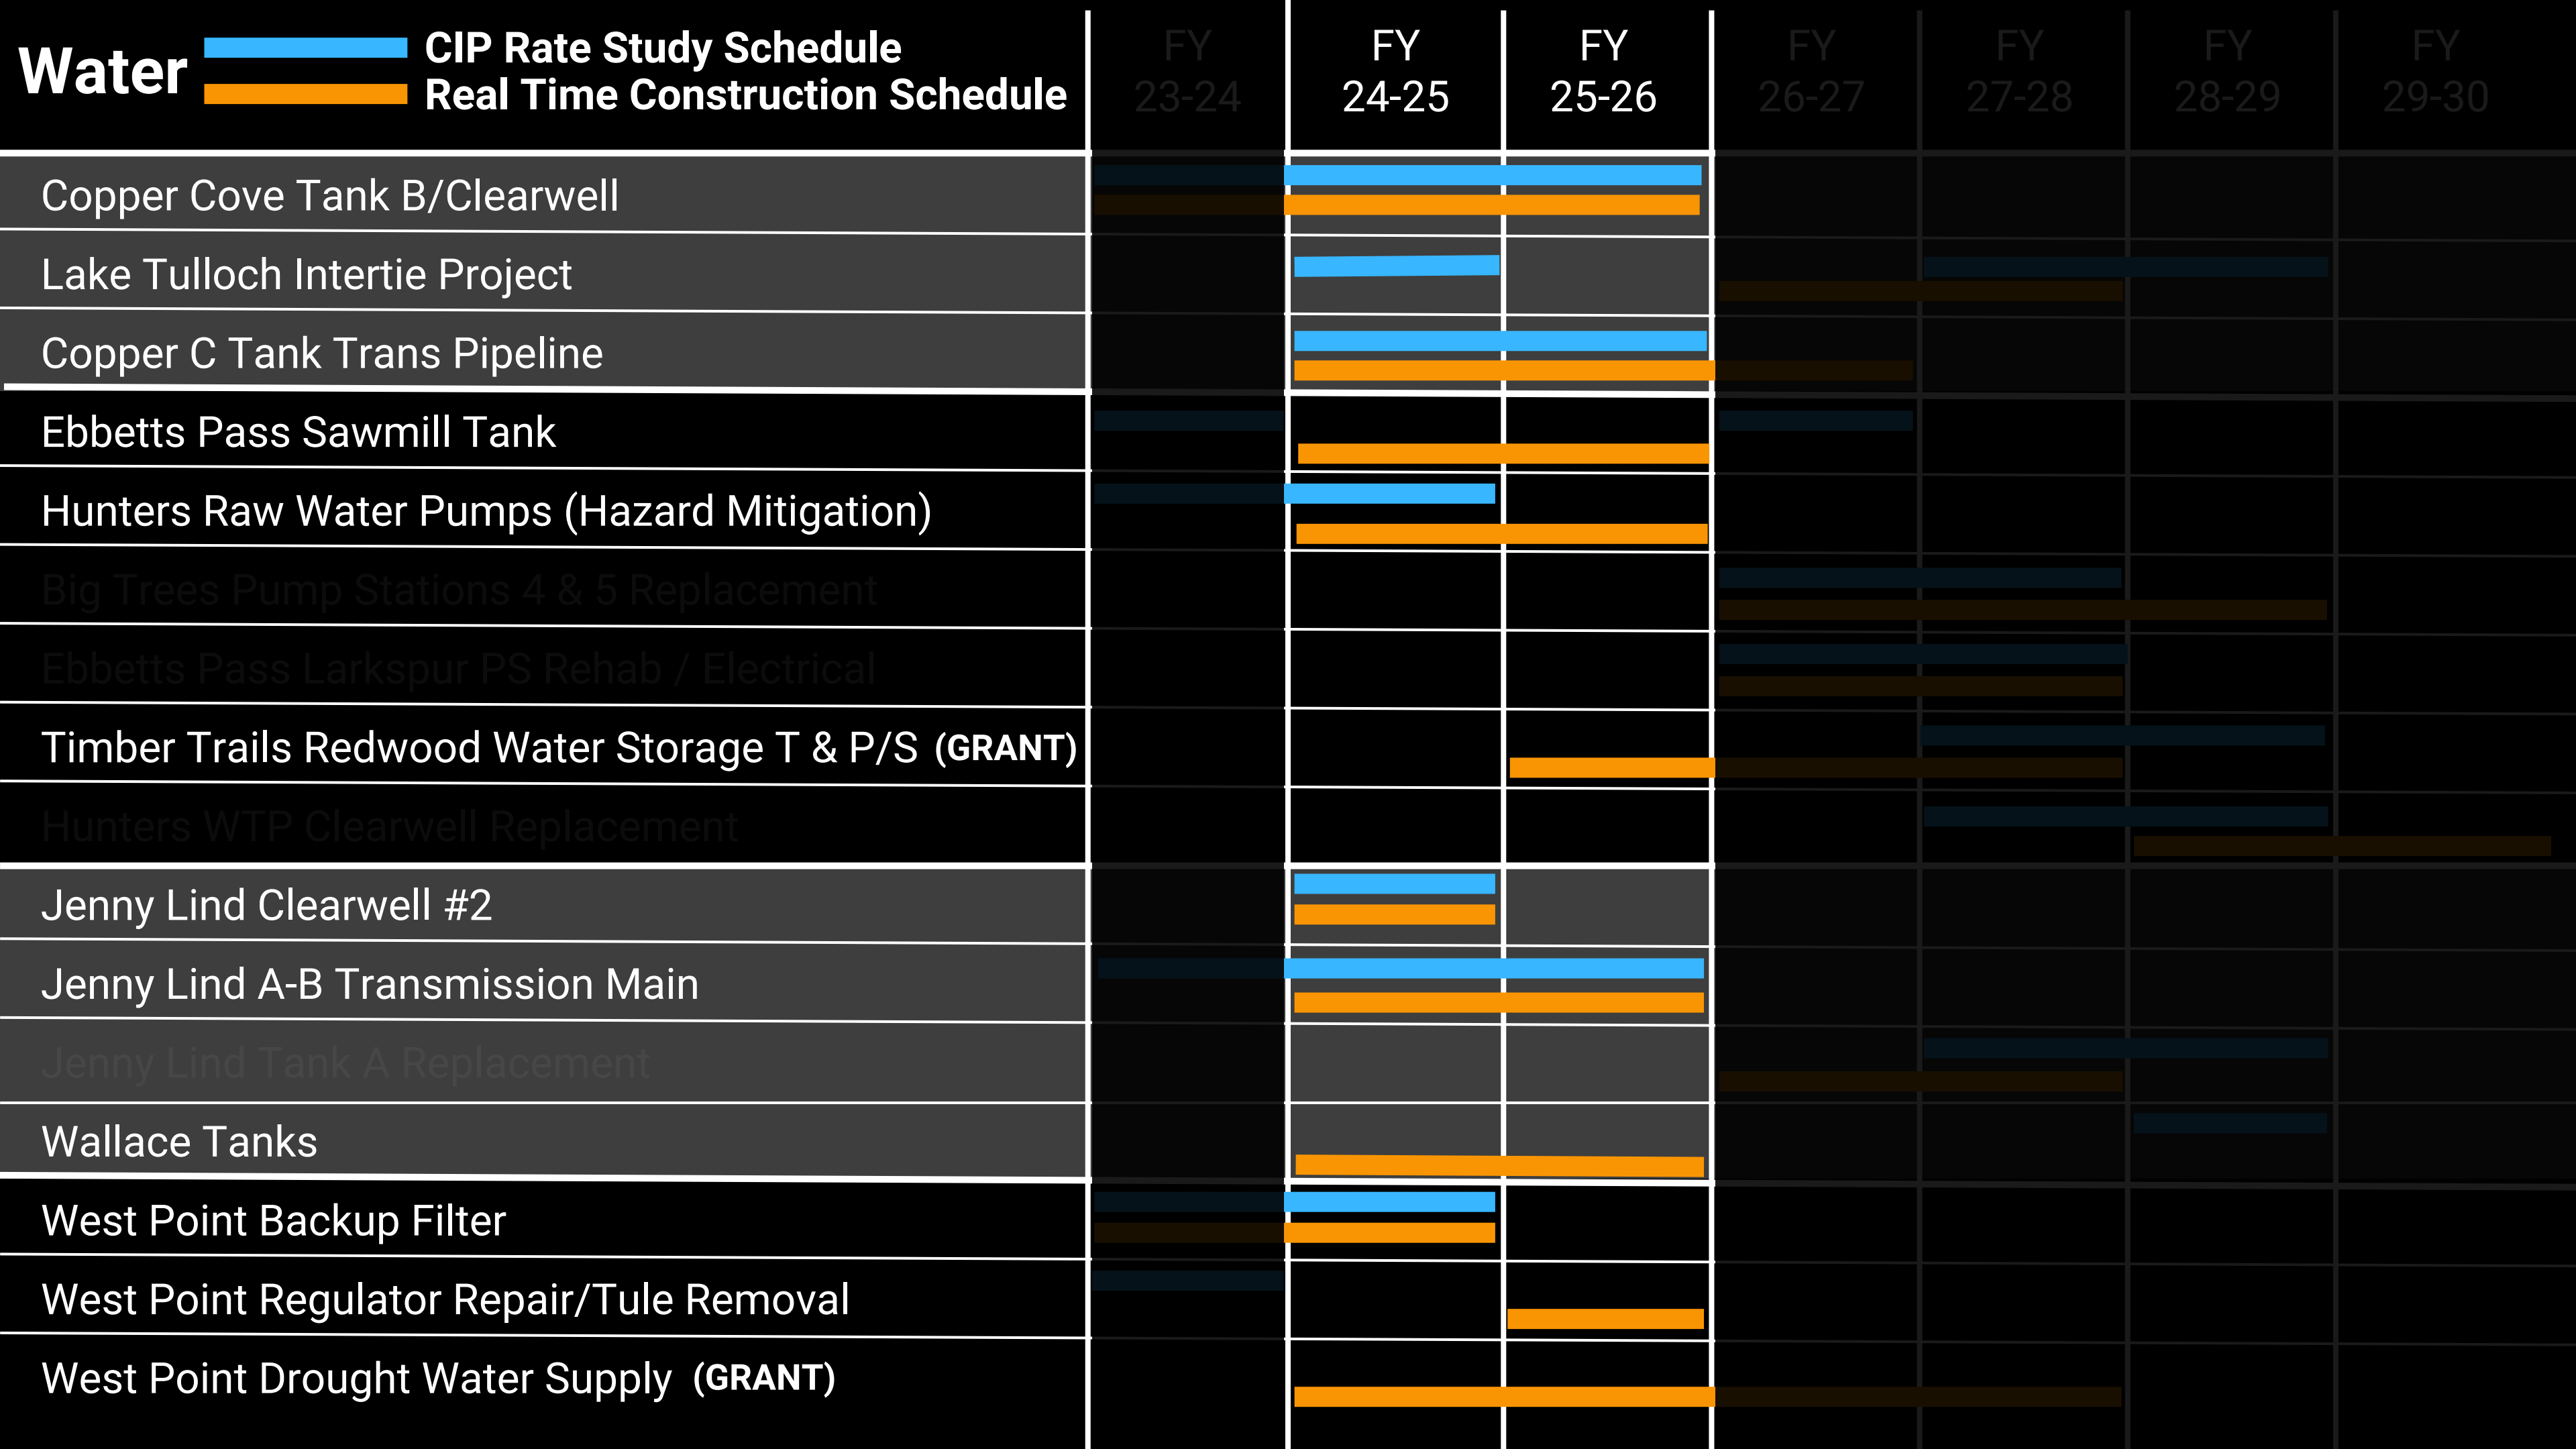 Water
CIP Rate Study Schedule
Real Time Construction Schedule
FY
23-24
FY
24-25
FY
25-26
FY
26-27
FY
27-28
FY
28-29
FY
29-30
Copper Cove Tank B/Clearwell
Lake Tulloch Intertie Project
Copper C Tank Trans Pipeline
Ebbetts Pass Sawmill Tank
Hunters Raw Water Pumps (Hazard Mitigation)
Big Trees Pump Stations 4 & 5 Replacement
Ebbetts Pass Larkspur PS Rehab / Electrical
Timber Trails Redwood Water Storage T & P/S (GRANT)
Hunters WTP Clearwell Replacement
Jenny Lind Clearwell #2
Jenny Lind A-B Transmission Main
Jenny Lind Tank A Replacement
Wallace Tanks
West Point Backup Filter
West Point Regulator Repair/Tule Removal
West Point Drought Water Supply (GRANT)